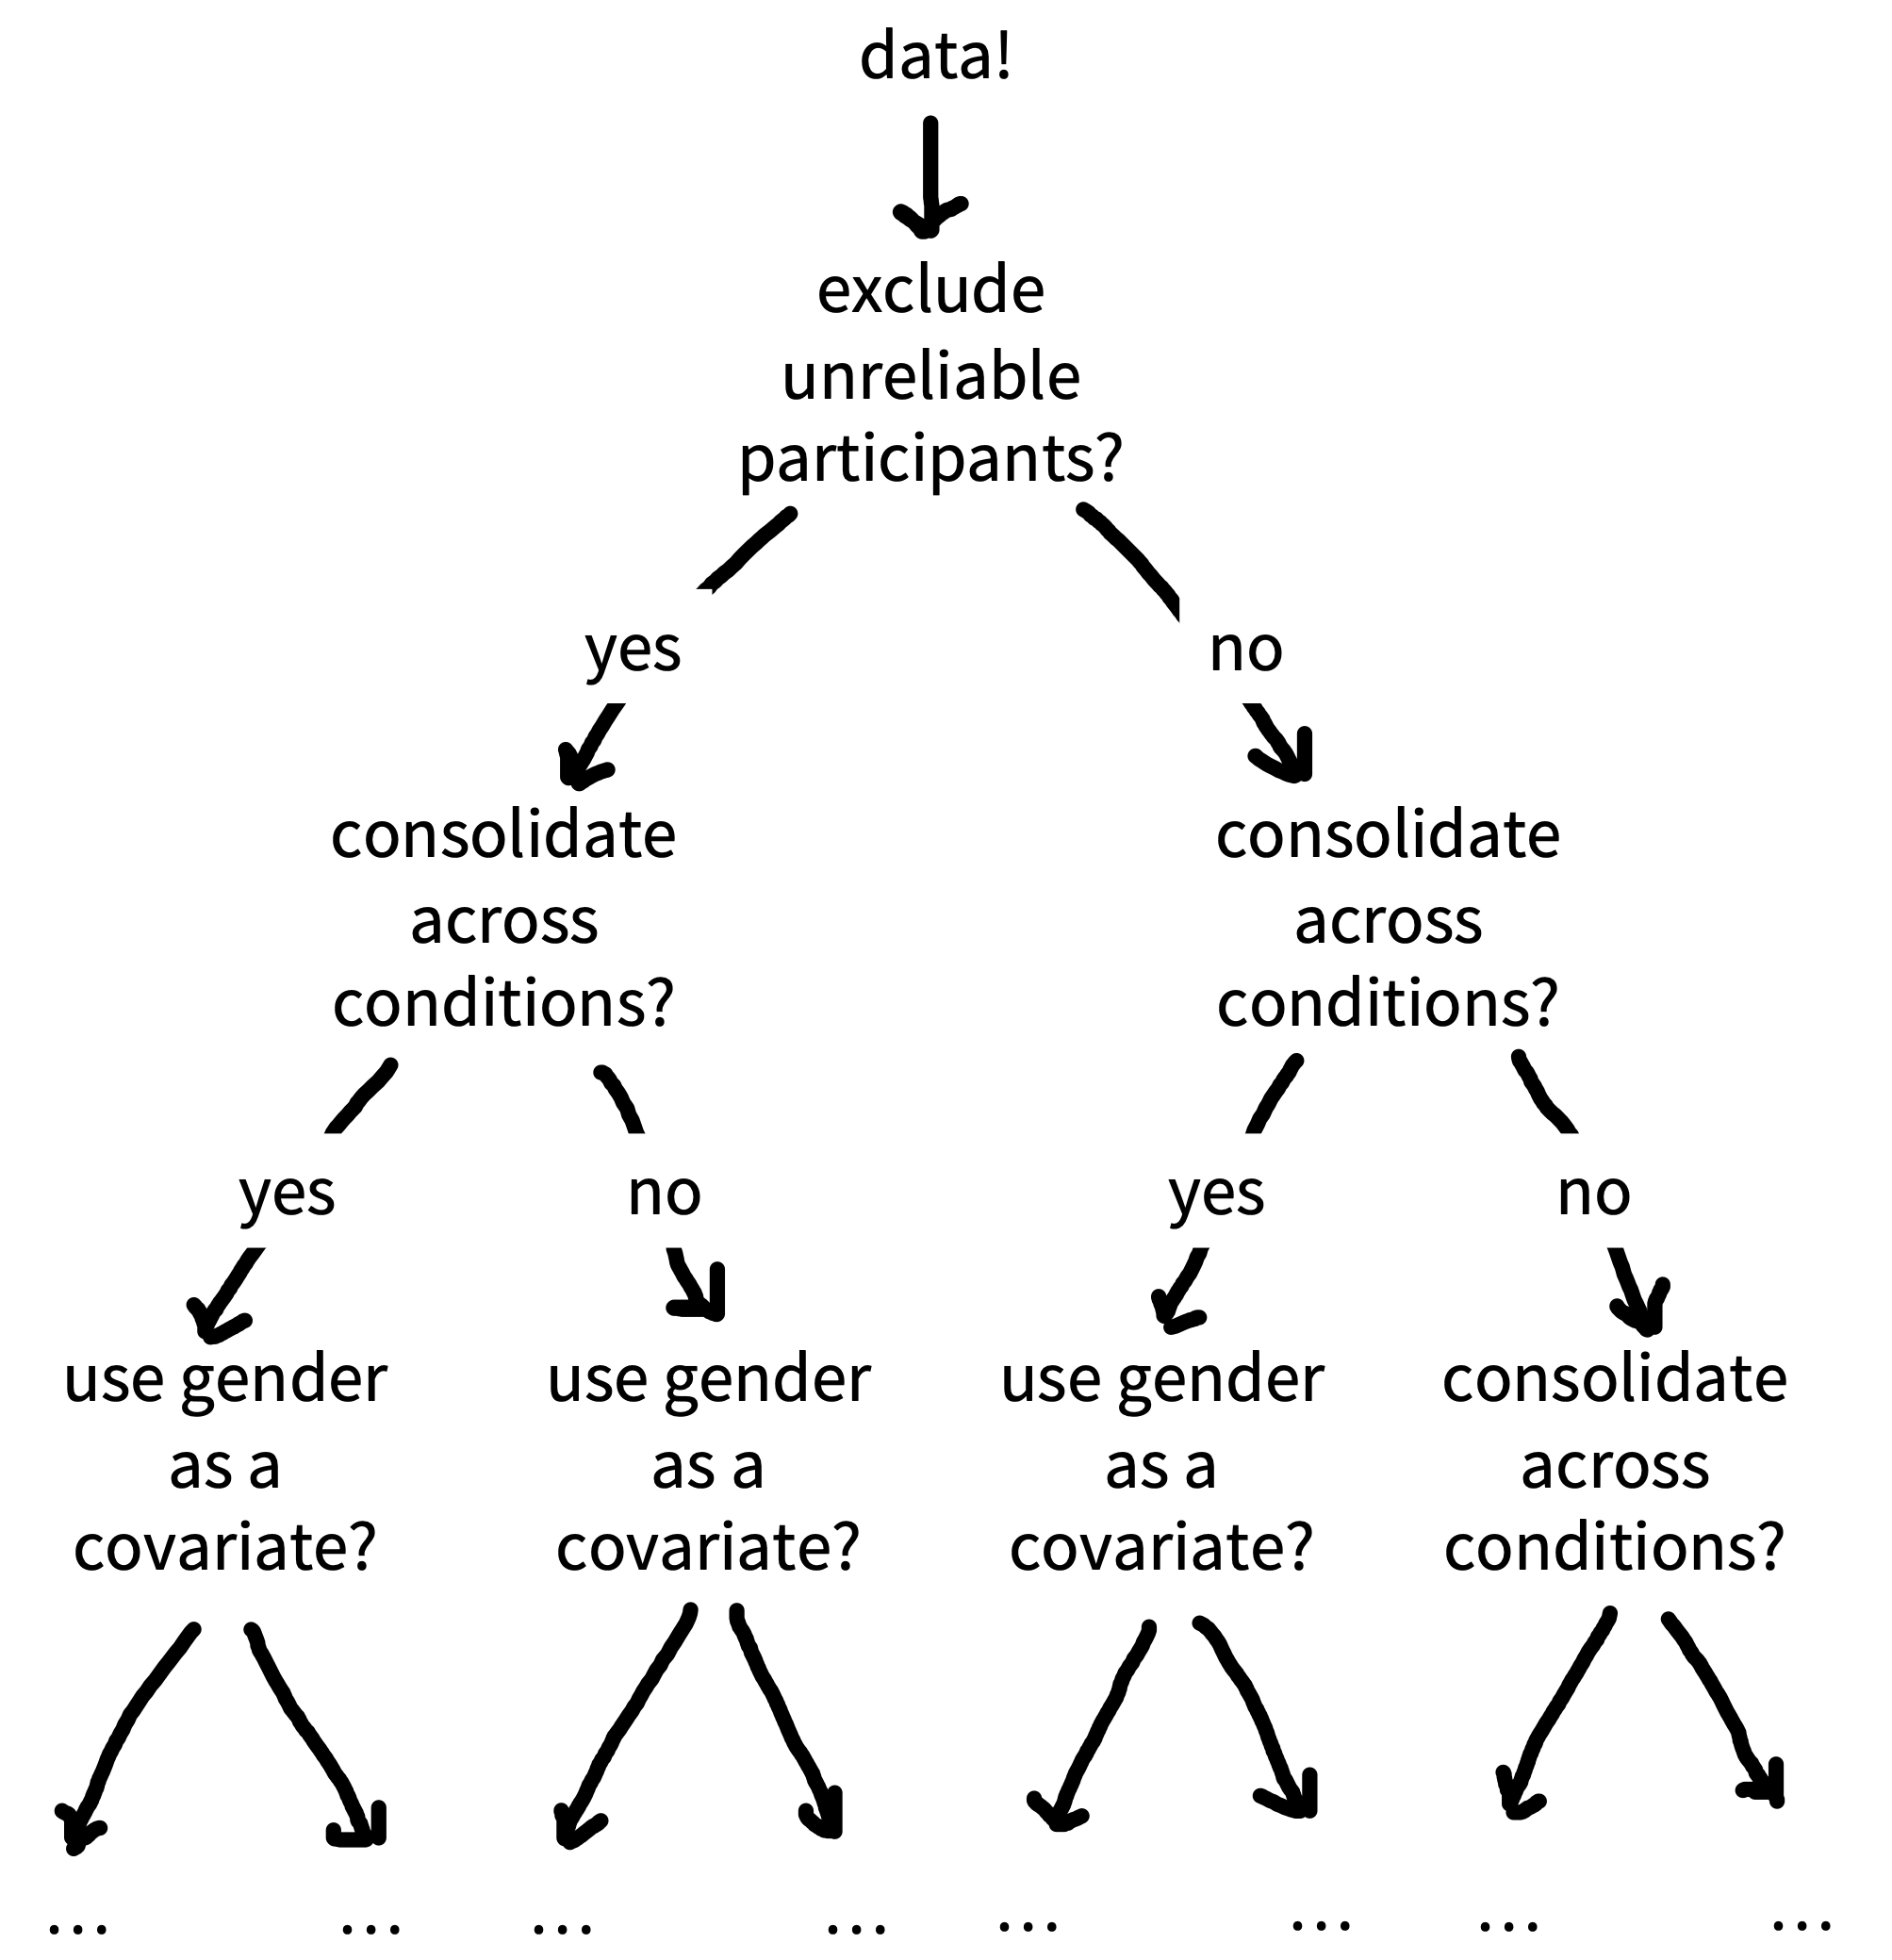 data!
exclude
unreliable
participants?
yes
no
consolidate
across
conditions?
consolidate
across
conditions?
yes
no
yes
no
use gender
as a
covariate?
use gender
as a
covariate?
use gender
as a
covariate?
consolidate
across
conditions?
...
...
...
...
...
...
...
...